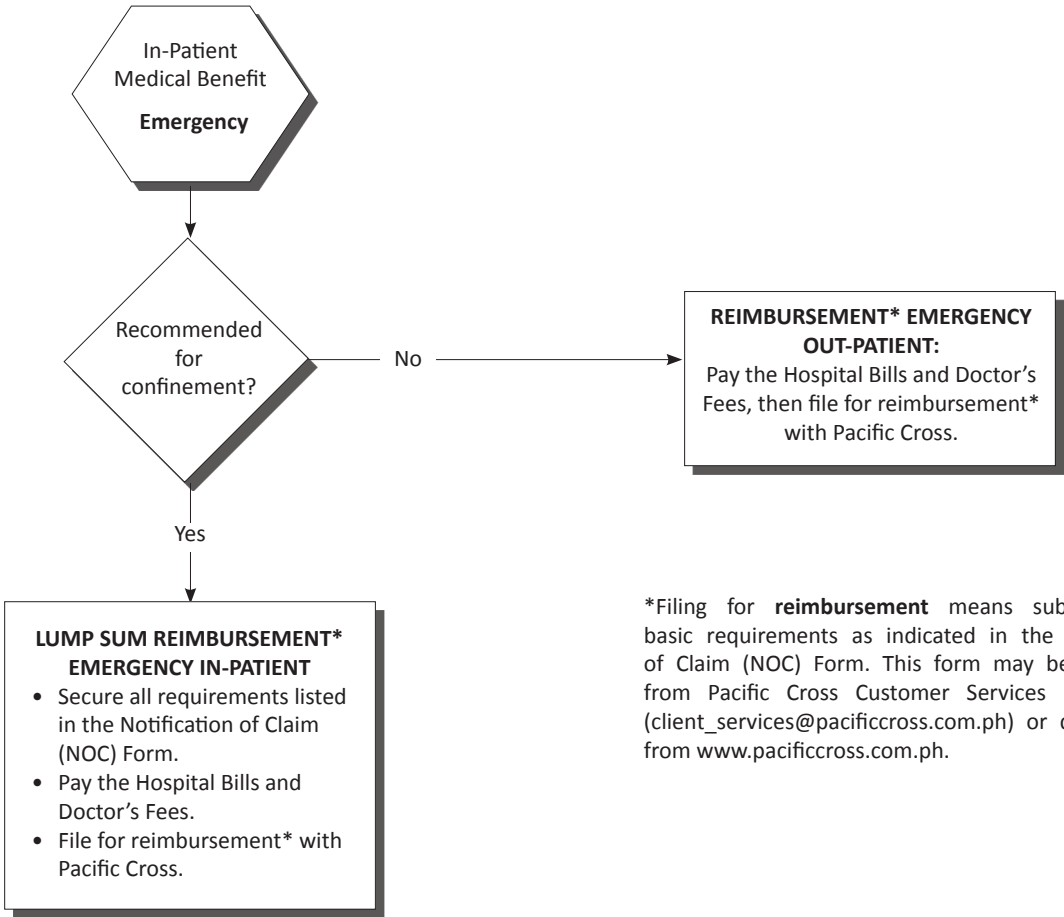 In-Patient
Medical Benefit
Emergency
Recommended
for
confinement?
No
REIMBURSEMENT* EMERGENCY
OUT-PATIENT:
Pay the Hospital Bills and Doctor’s
Fees, then file for reimbursement*
with Pacific Cross.
Yes
LUMP SUM REIMBURSEMENT*
EMERGENCY IN-PATIENT
• Secure all requirements listed
in the Notification of Claim
(NOC) Form.
• Pay the Hospital Bills and
Doctor’s Fees.
• File for reimbursement* with
Pacific Cross.
*Filing for reimbursement means
basic requirements as indicated in the
of Claim (NOC) Form. This form may be
from Pacific Cross Customer Services
(client_services@pacificcross.com.ph) or
from www.pacificcross.com.ph.